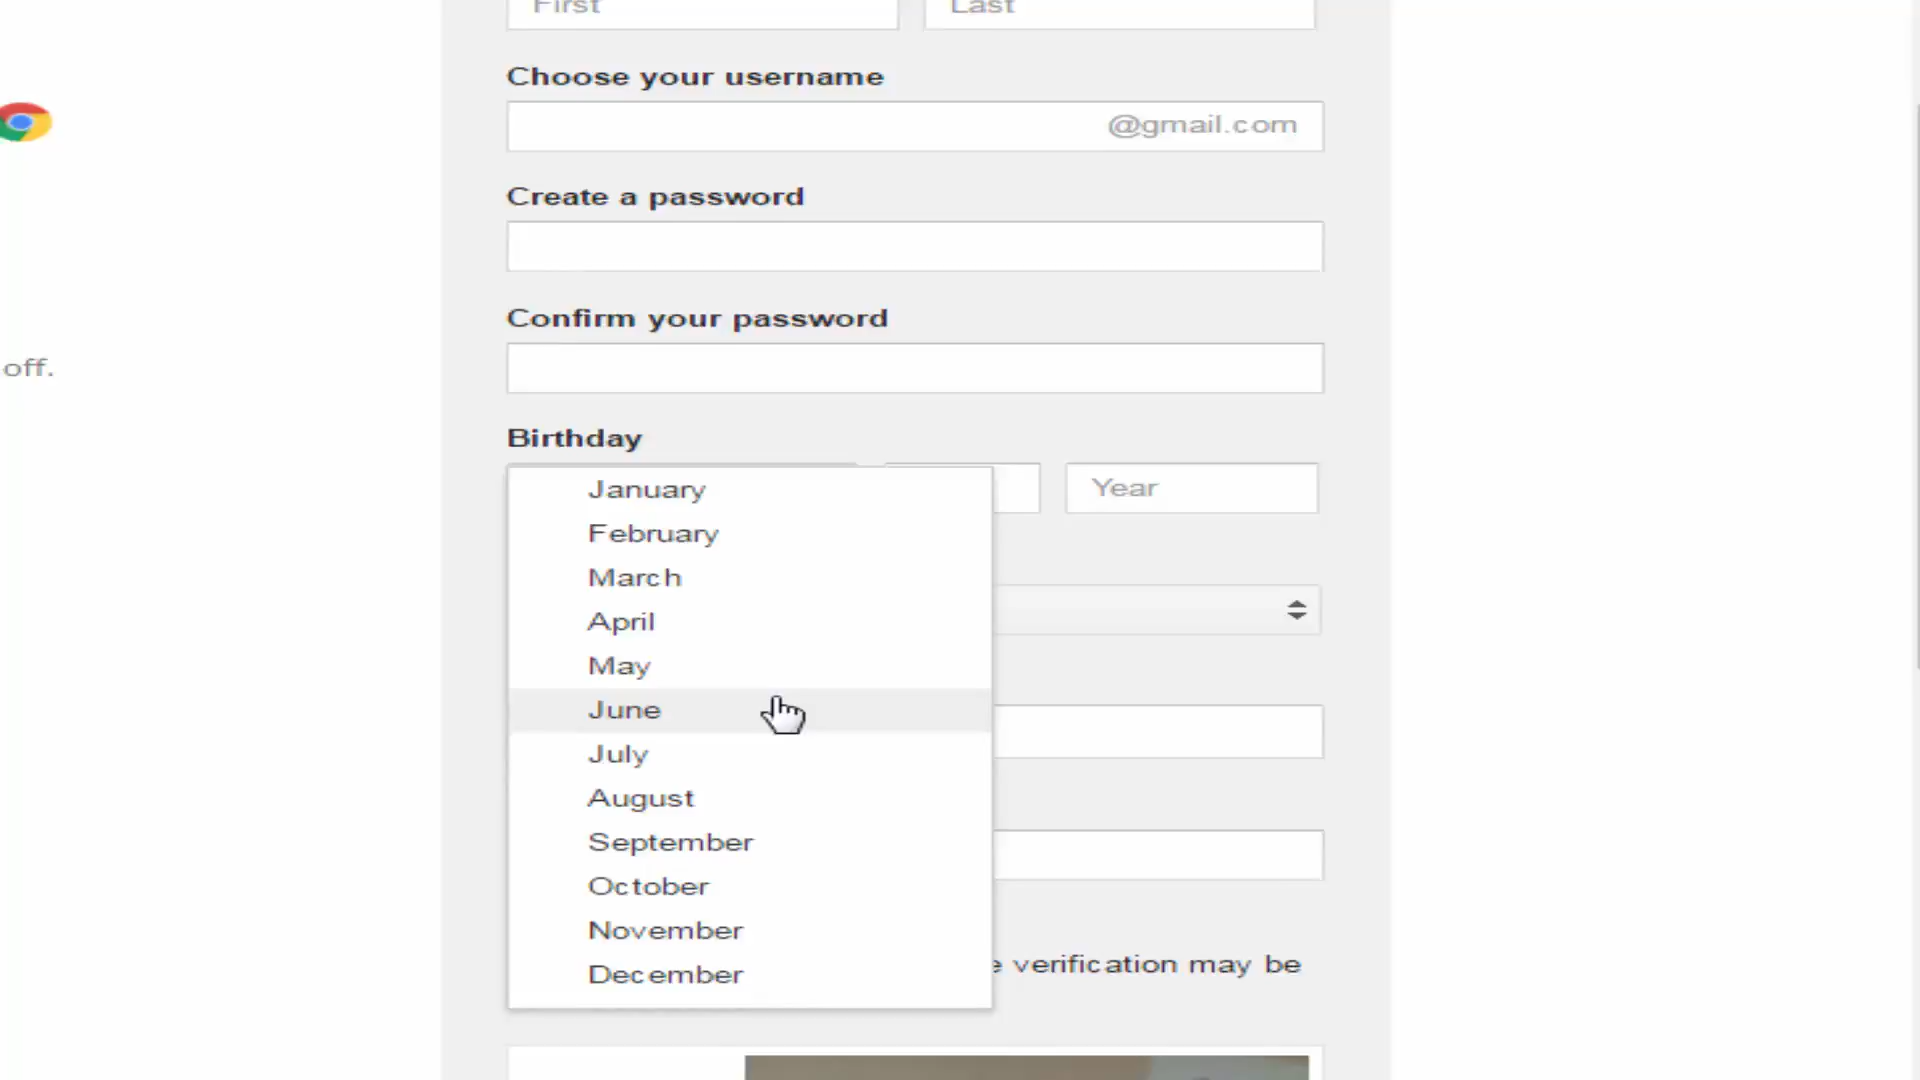 First Last
Choose your username
@gmail.com
Create a password
Confirm your password
off.
Birthday
January
Year
February
March
April
May
June
July
August
September
October
November
verification may be
December